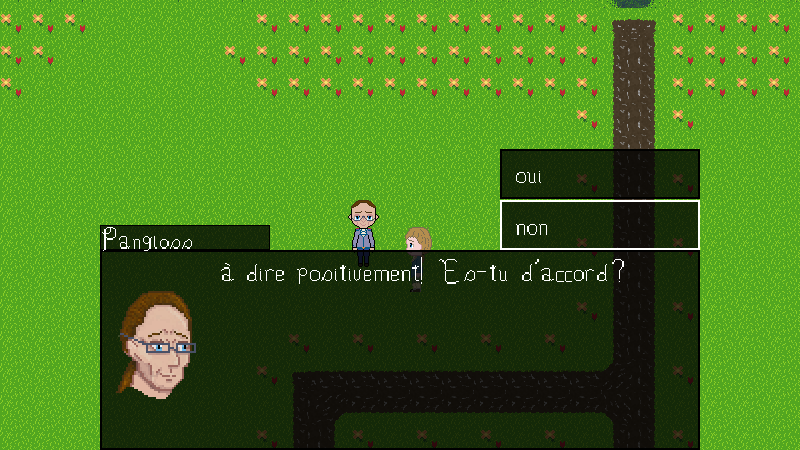 oui
non
Pangloss
à dire positivement! Es-tu d'accord?